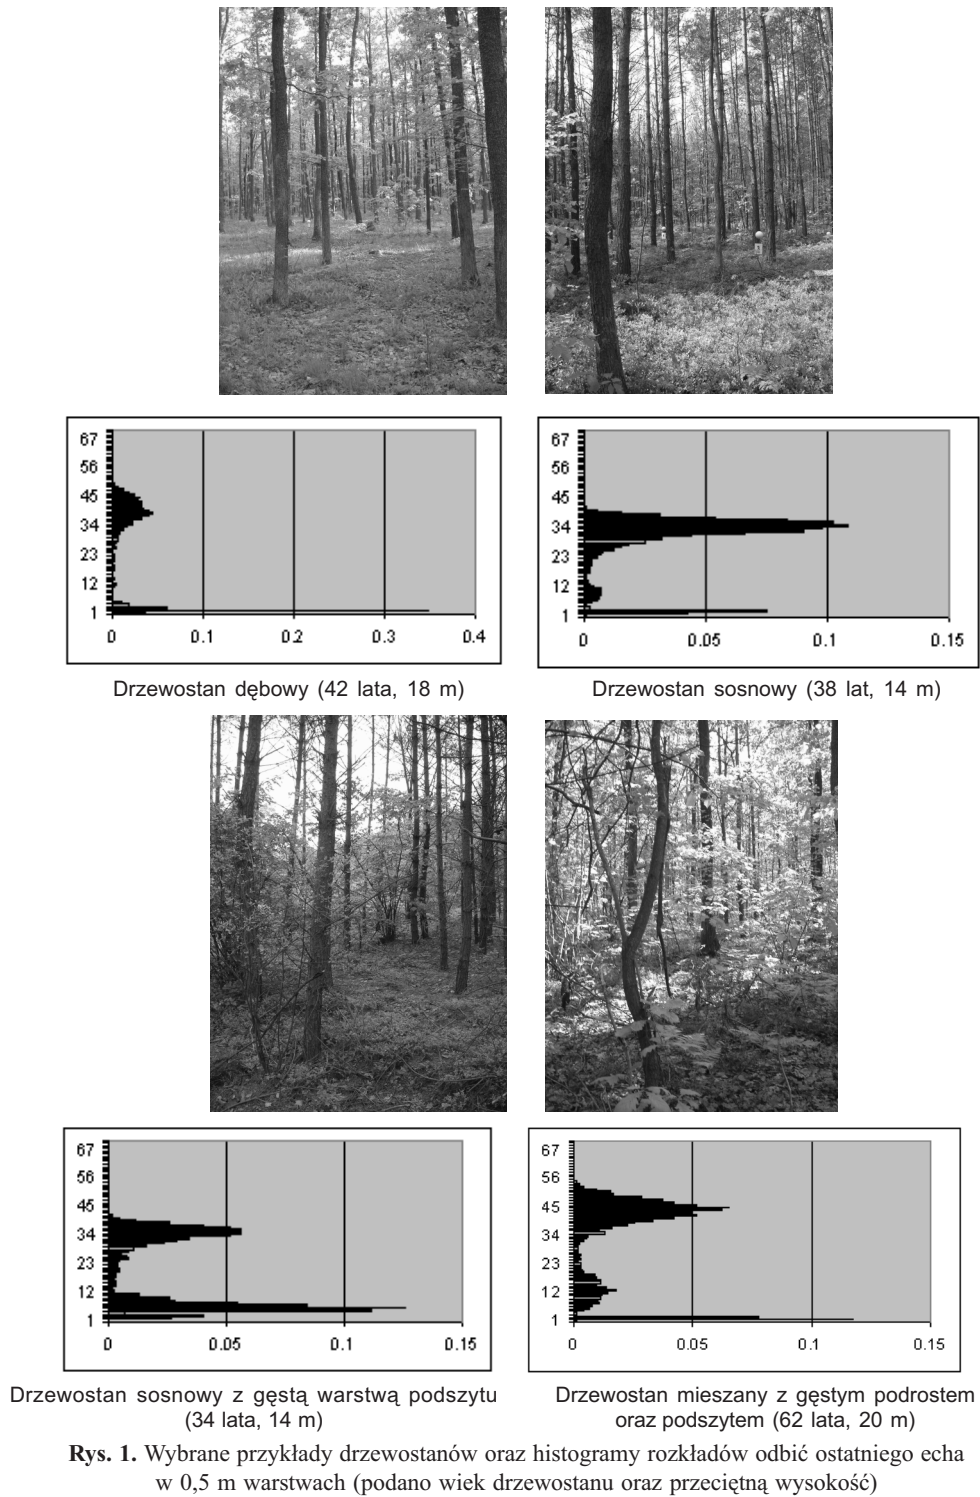 67
56
45
34
23
12
1
0 0.1 0.2 0.3 0.4
Drzewostan dębowy (42 lata, 18 m)
67
56
45
34
23
12
1
0 0.05 0.1 0.15
Drzewostan sosnowy (38 lat, 14 m)
67
56
45
34
23
12
1
0 0.05 0.1 0.15
Drzewostan sosnowy z gęstą warstwą podszytu
(34 lata, 14 m)
67
56
45
34
23
12
1
0 0.05 0.1 0.15
Drzewostan mieszany z gęstym podrostem
oraz podszytem (62 lata, 20 m)
Rys. 1. Wybrane przykłady drzewostanów oraz histogramy rozkładów odbić ostatniego echa
w 0,5 m warstwach (podano wiek drzewostanu oraz przeciętną wysokość)